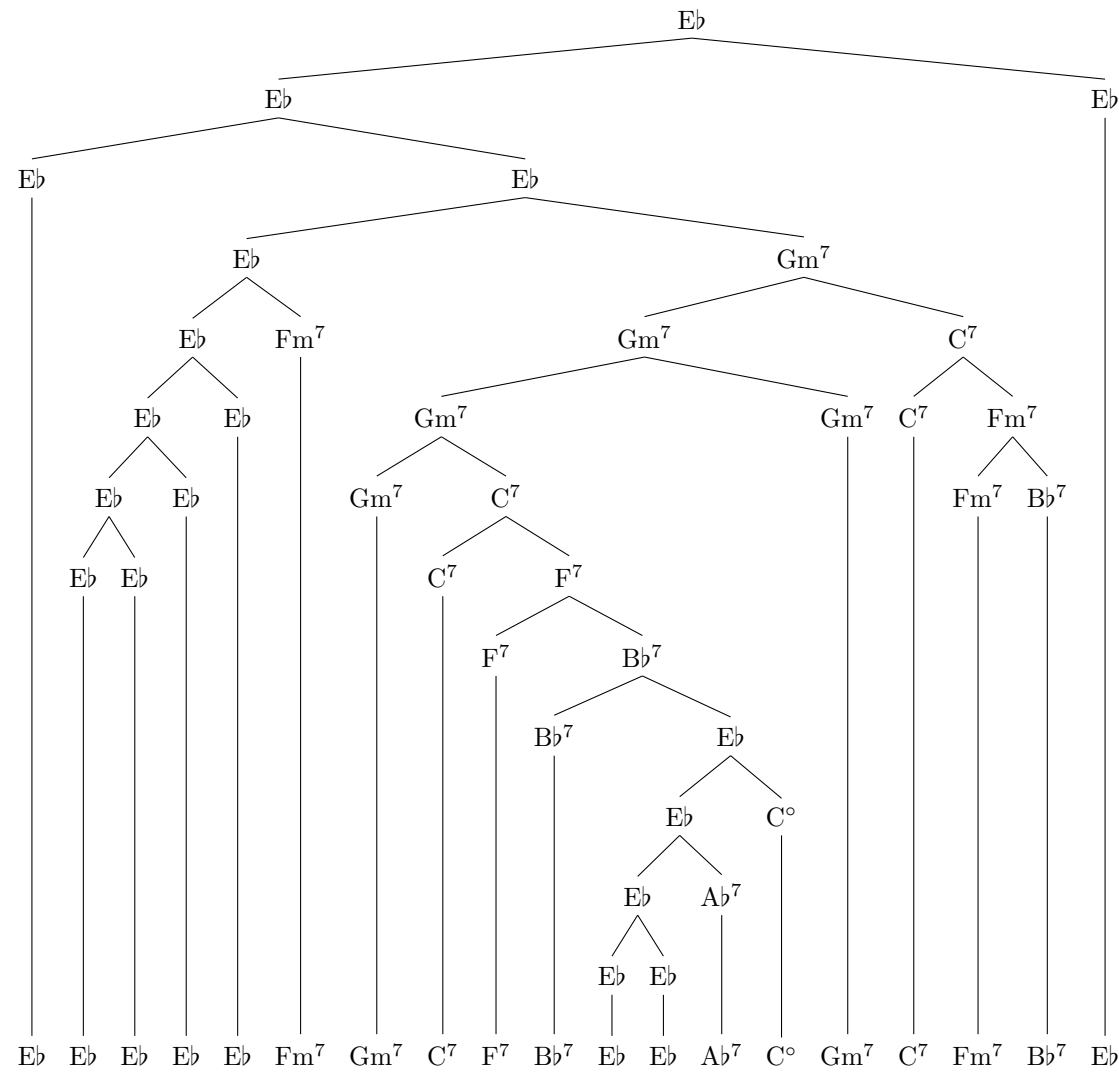 E♭
E♭ E♭
E♭ E♭
E♭ Gm⁷
E♭ Fm⁷ Gm⁷ C⁷
E♭ E♭ Gm⁷ Gm⁷ C⁷ Fm⁷
E♭ E♭ Gm⁷ C⁷ Fm⁷ B♭⁷
E♭ E♭ C⁷ F⁷
F⁷ B♭⁷
B♭⁷ E♭
E♭ C°
E♭ A♭⁷
E♭ E♭
E♭ E♭ E♭ E♭ E♭ Fm⁷ Gm⁷ C⁷ F⁷ B♭⁷ E♭ E♭ A♭⁷ C° Gm⁷ C⁷ Fm⁷ B♭⁷ E♭